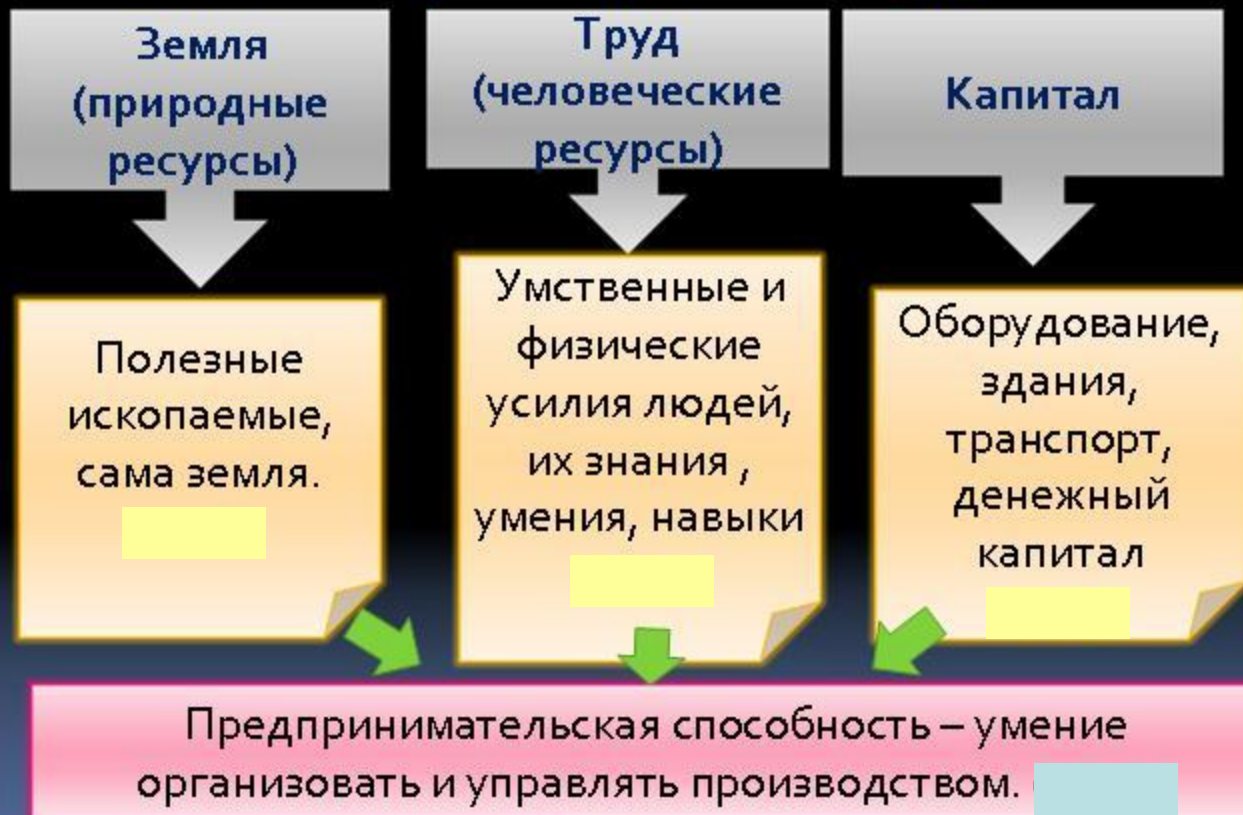 Земля
(природные
ресурсы)
Труд
(человеческие
ресурсы)
Капитал
Полезные
ископаемые,
сама земля.
Умственные и
физические
усилия людей,
их знания ,
умения, навыки
Оборудование,
здания,
транспорт,
денежный
капитал
Предпринимательская способность – умение
организовать и управлять производством.